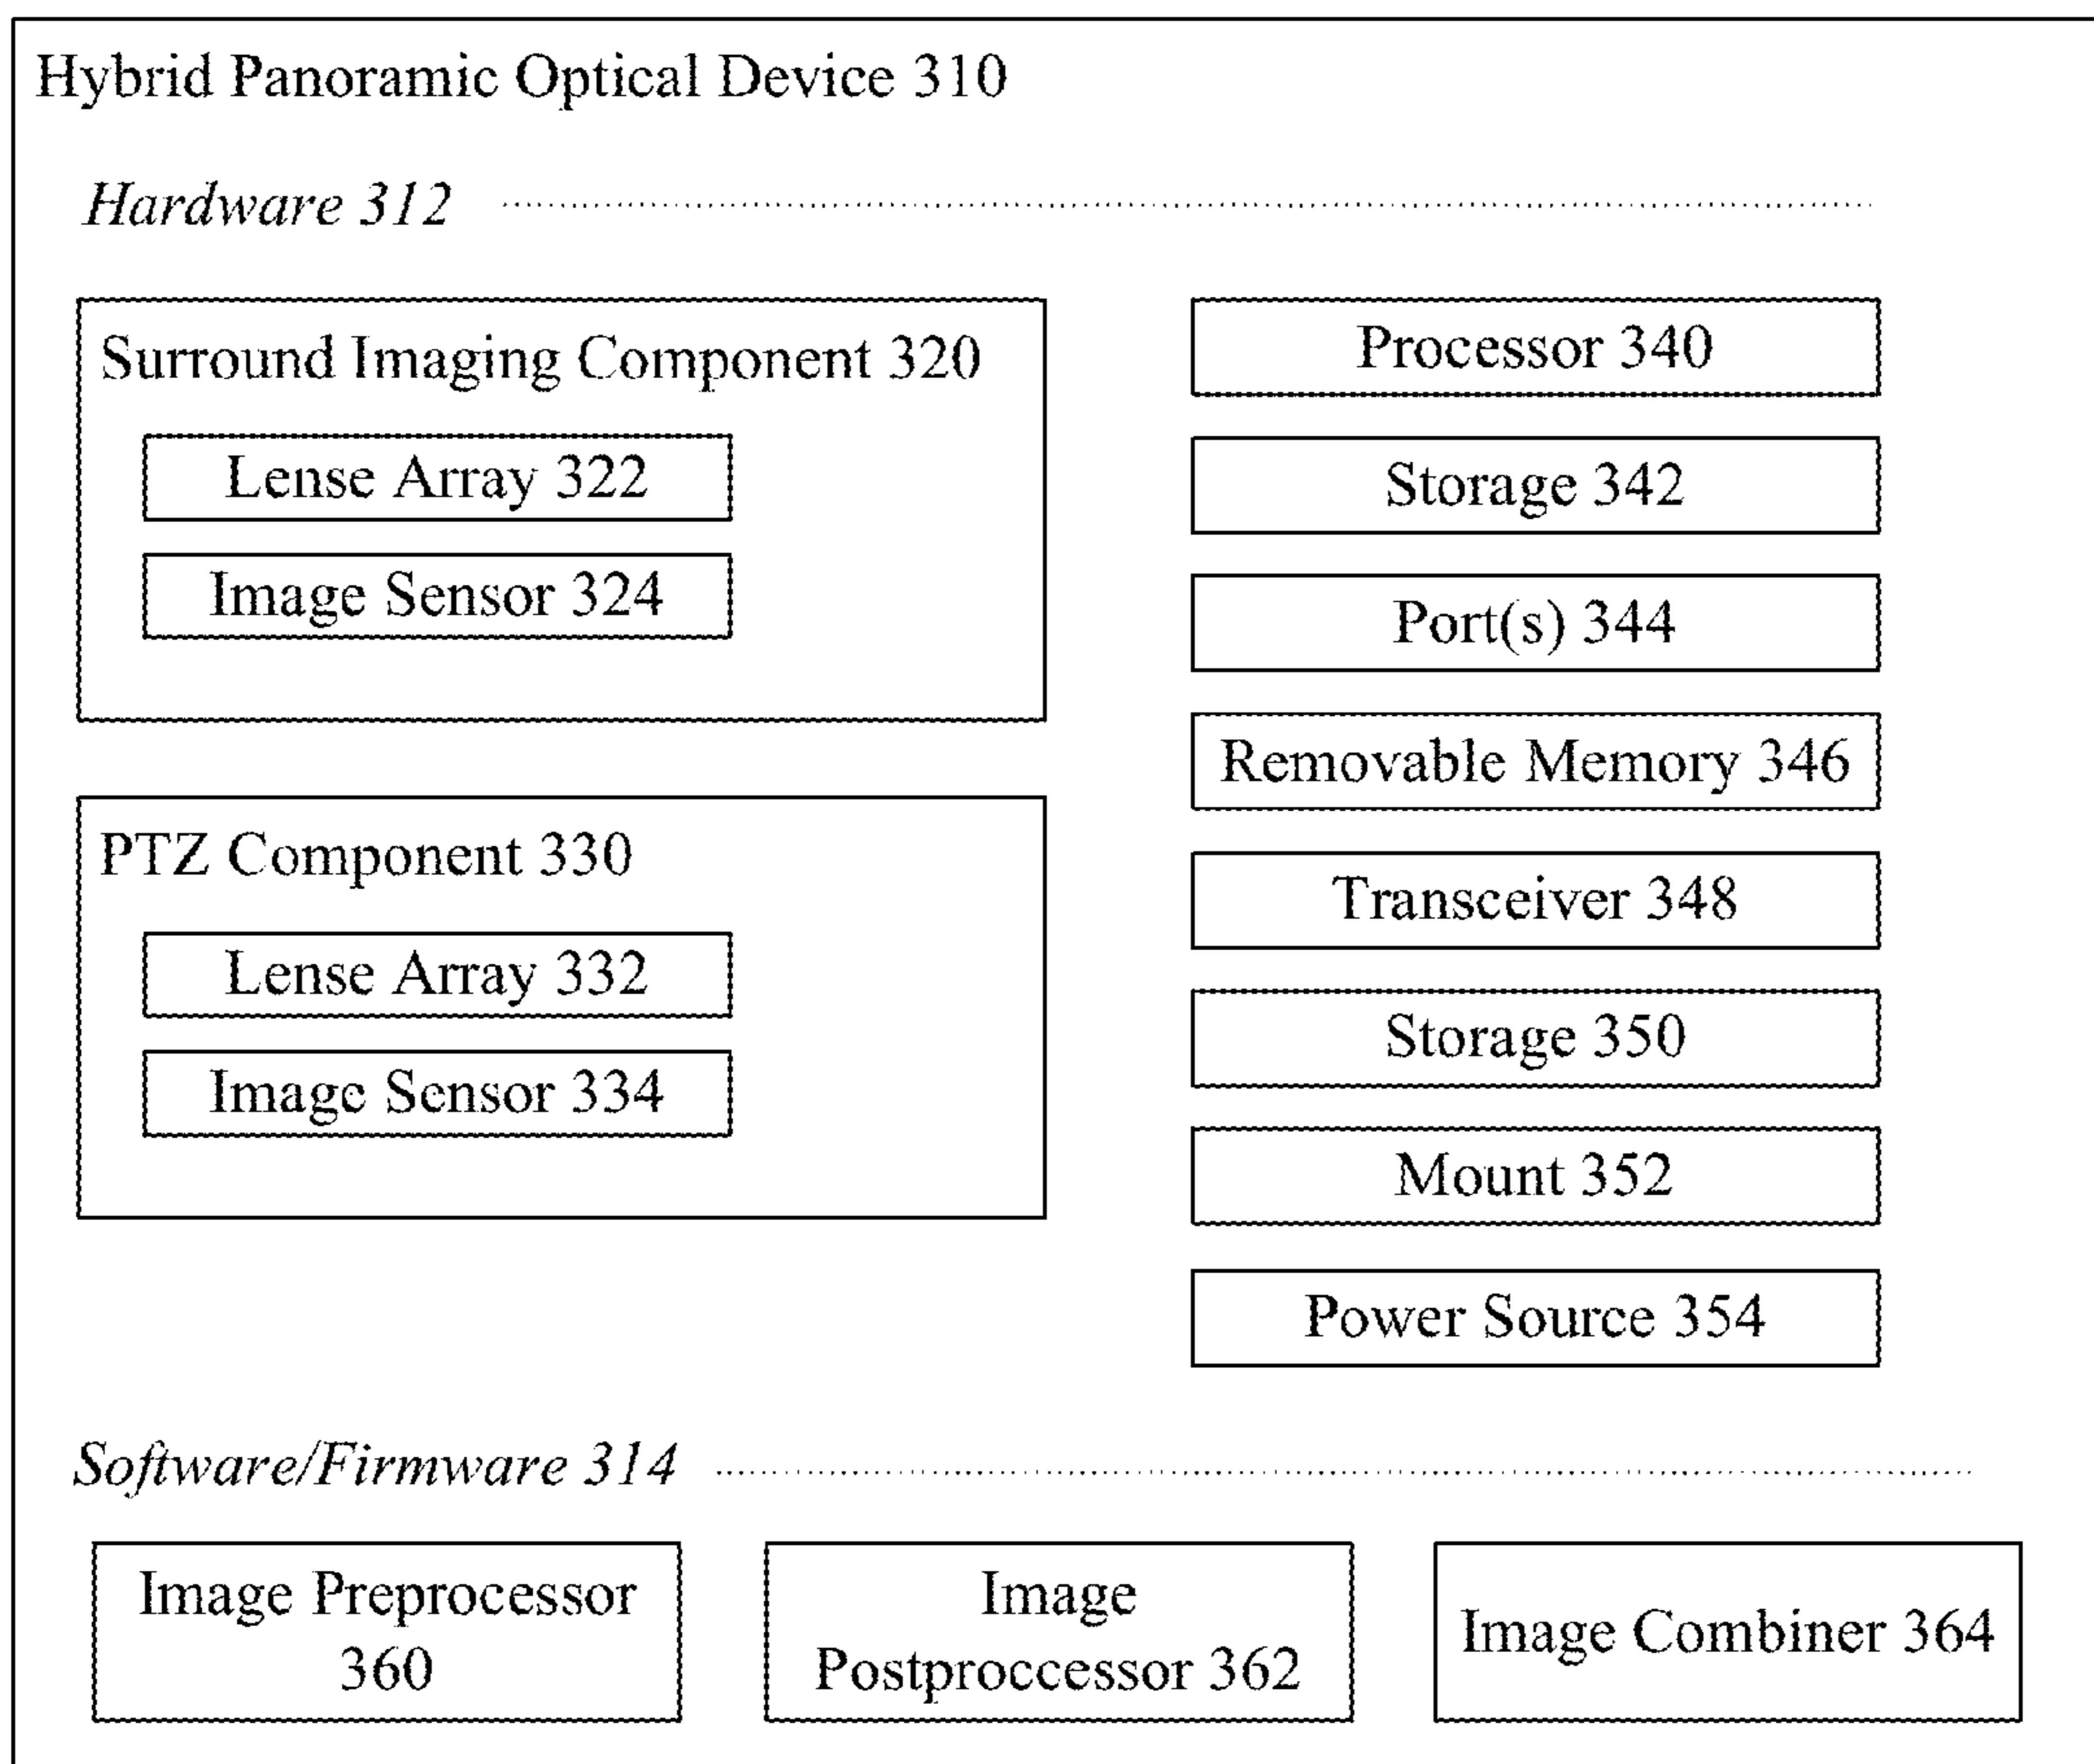 Hybrid Panoramic Optical Device 310
Hardware 312
Surround Imaging Component 320
Lense Array 322
Image Sensor 324
PTZ Component 330
Lense Array 332
Image Sensor 334
Processor 340
Storage 342
Port(s) 344
Removable Memory 346
Transceiver 348
Storage 350
Mount 352
Power Source 354
Software/Firmware 314
Image Preprocessor
360
Image
Postproccessor 362
Image Combiner 364